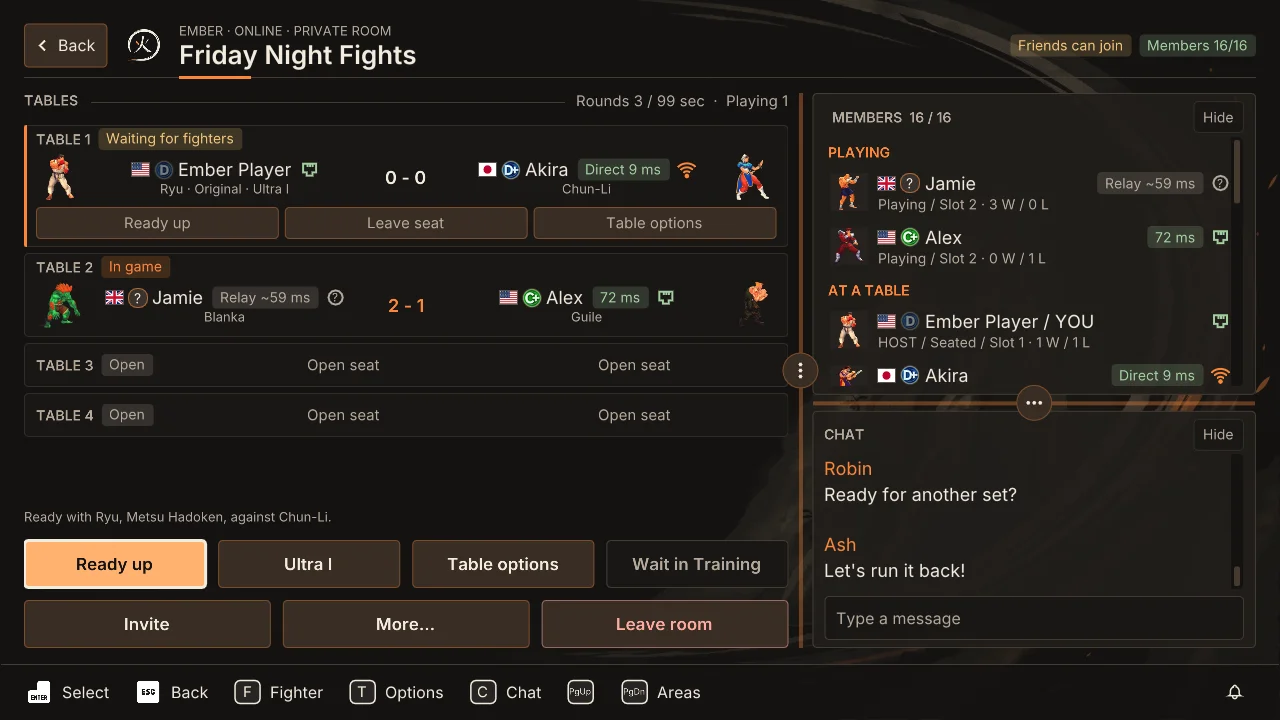 Back
火
EMBER · ONLINE · PRIVATE ROOM
Friday Night Fights
Friends can join
Members 16/16
TABLES
Rounds 3 / 99 sec · Playing 1
TABLE 1 Waiting for fighters
D Ember Player
Ryu · Original · Ultra I
0 - 0
D+ Akira Direct 9 ms
Chun-Li
Ready up
Leave seat
Table options
TABLE 2 In game
? Jamie Relay ~59 ms ?
Blanka
2 - 1
C+ Alex 72 ms
Guile
TABLE 3 Open Open seat Open seat
TABLE 4 Open Open seat Open seat
Ready with Ryu, Metsu Hadoken, against Chun-Li.
Ready up
Ultra I
Table options
Wait in Training
Invite
More...
Leave room
MEMBERS 16 / 16
Hide
PLAYING
? Jamie Relay ~59 ms ?
Playing / Slot 2 · 3 W / 0 L
C+ Alex 72 ms
Playing / Slot 2 · 0 W / 1 L
AT A TABLE
D Ember Player / YOU
HOST / Seated / Slot 1 · 1 W / 1 L
D+ Akira Direct 9 ms
CHAT
Hide
Robin
Ready for another set?
Ash
Let's run it back!
Type a message
ENTER Select ESC Back F Fighter T Options C Chat PgUp PgDn Areas